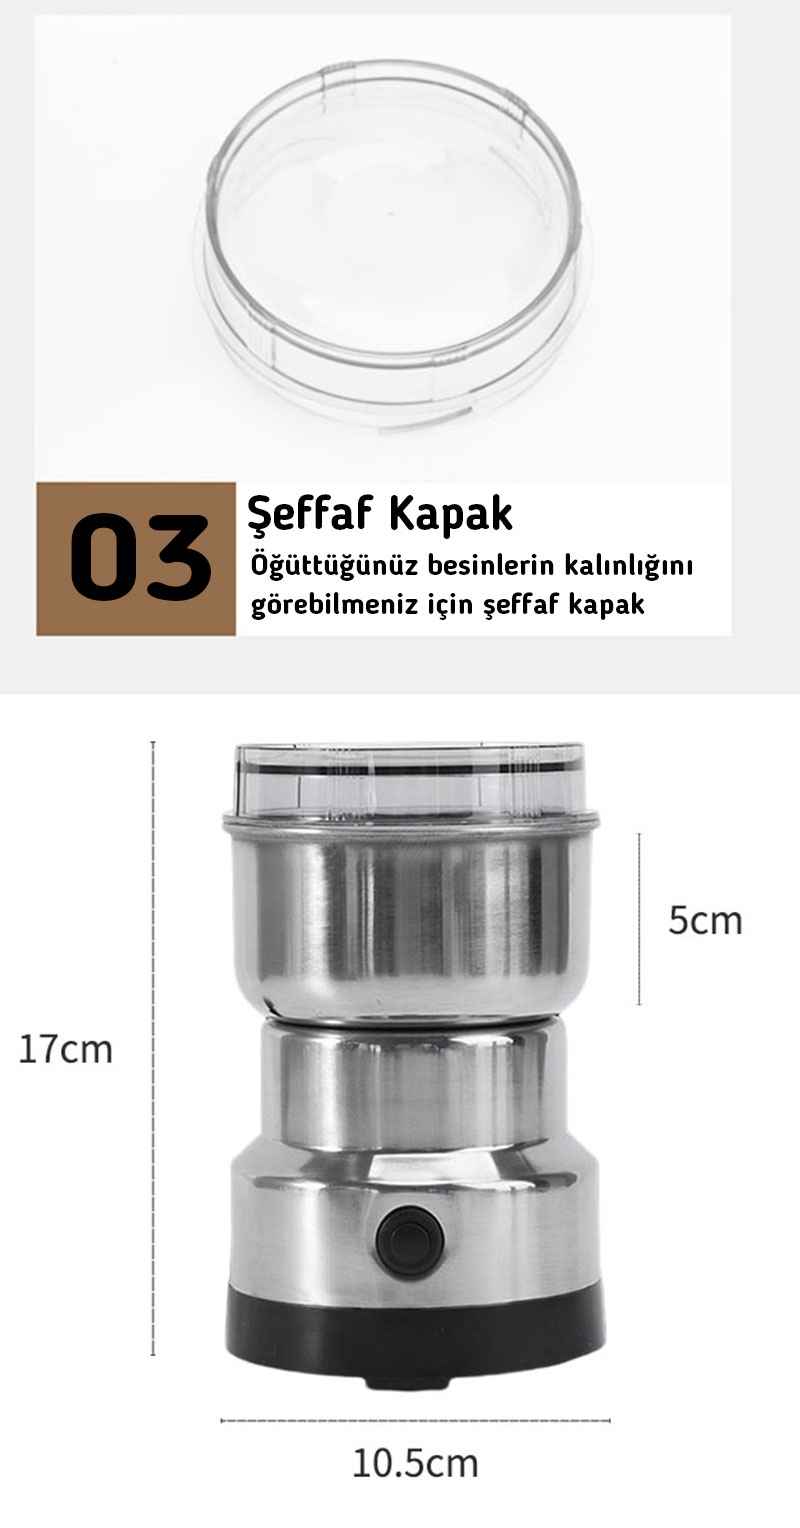 03
Şeffaf Kapak
Öğüttüğünüz besinlerin kalınlığını
görebilmeniz için şeffaf kapak
5cm
17cm
10.5cm